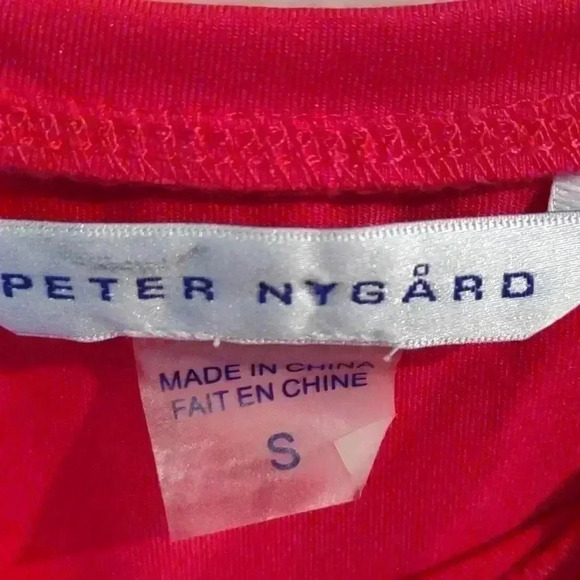 PETER NYGÅRD
MADE IN CHINA
FAIT EN CHINE
S